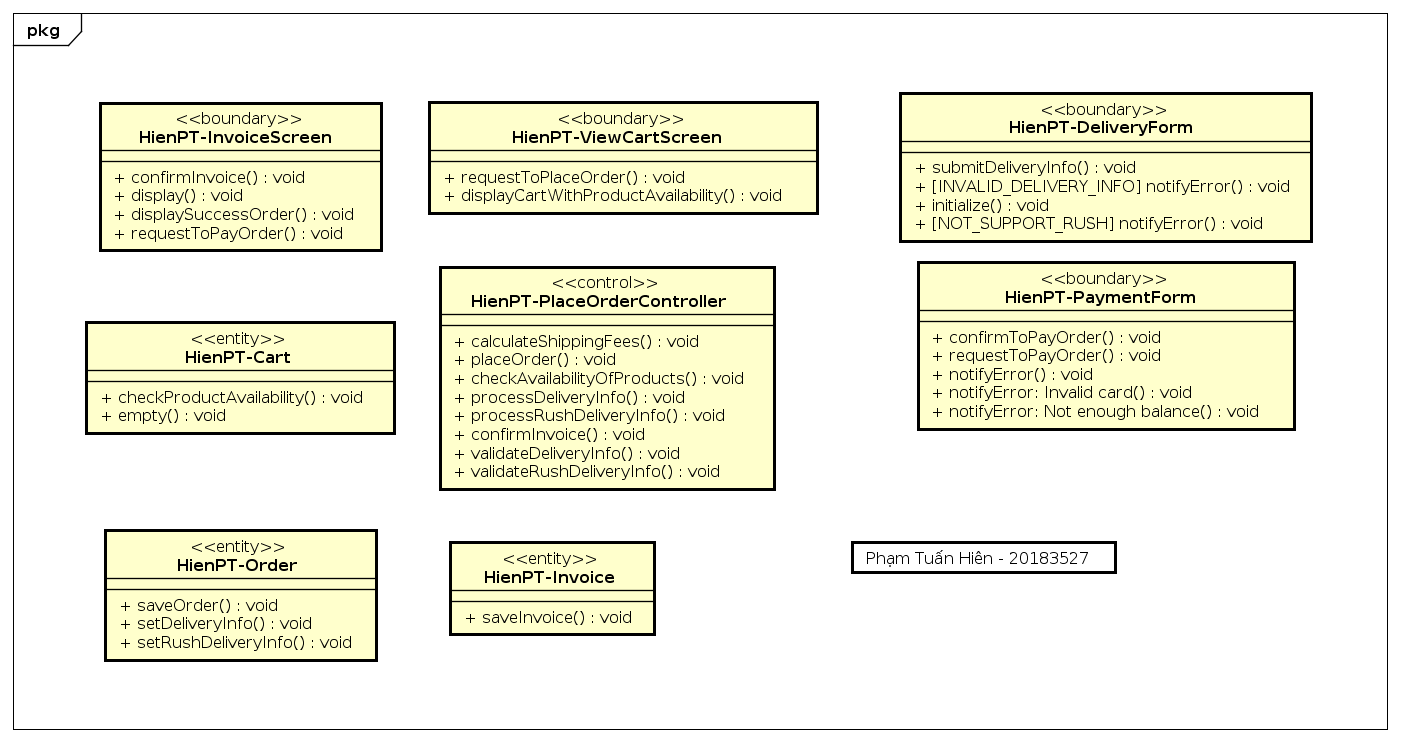 pkg
<<boundary>>
HienPT-InvoiceScreen
+ confirmInvoice() : void
+ display() : void
+ displaySuccessOrder() : void
+ requestToPayOrder() : void
<<boundary>>
HienPT-ViewCartScreen
+ requestToPlaceOrder() : void
+ displayCartWithProductAvailability() : void
<<boundary>>
HienPT-DeliveryForm
+ submitDeliveryInfo() : void
+ [INVALID_DELIVERY_INFO] notifyError() : void
+ initialize() : void
+ [NOT_SUPPORT_RUSH] notifyError() : void
<<entity>>
HienPT-Cart
+ checkProductAvailability() : void
+ empty() : void
<<control>>
HienPT-PlaceOrderController
+ calculateShippingFees() : void
+ placeOrder() : void
+ checkAvailabilityOfProducts() : void
+ processDeliveryInfo() : void
+ processRushDeliveryInfo() : void
+ confirmInvoice() : void
+ validateDeliveryInfo() : void
+ validateRushDeliveryInfo() : void
<<boundary>>
HienPT-PaymentForm
+ confirmToPayOrder() : void
+ requestToPayOrder() : void
+ notifyError() : void
+ notifyError: Invalid card() : void
+ notifyError: Not enough balance() : void
<<entity>>
HienPT-Order
+ saveOrder() : void
+ setDeliveryInfo() : void
+ setRushDeliveryInfo() : void
<<entity>>
HienPT-Invoice
+ saveInvoice() : void
Phạm Tuấn Hiên - 20183527